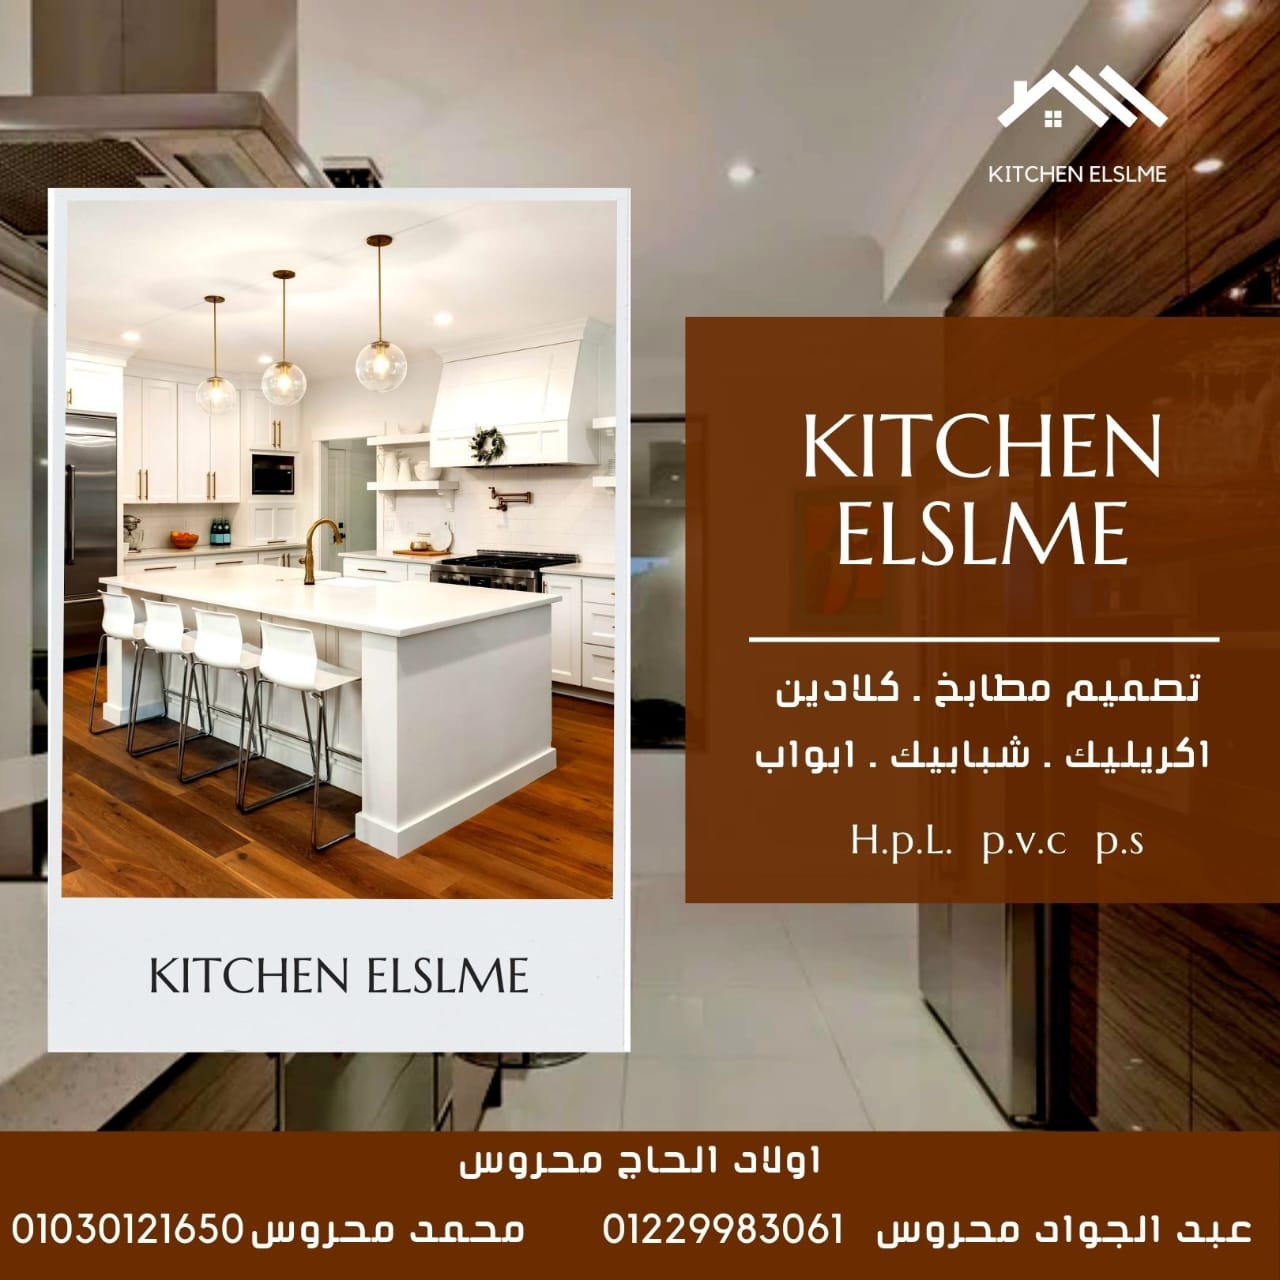 KITCHEN ELSLME
KITCHEN
ELSLME
تصميم مطابخ . كلادين
اكريليك . شبابيك . ابواب
H.p.L. p.v.c p.s
KITCHEN ELSLME
اولاد الحاج محروس
عبد الجواد محروس 01229983061 محمد محروس 01030121650